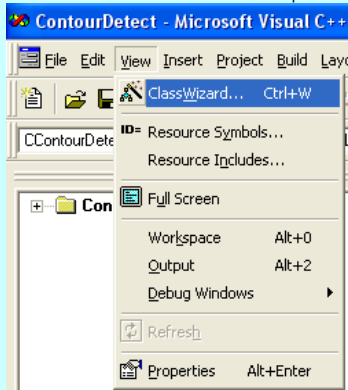 ContourDetect - Microsoft Visual C++
File Edit View Insert Project Build Layo
CContourDete
ClassWizard... Ctrl+W
ID= Resource Symbols...
Resource Includes...
Con
Full Screen
Workspace Alt+0
Output Alt+2
Debug Windows
Refresh
Properties Alt+Enter